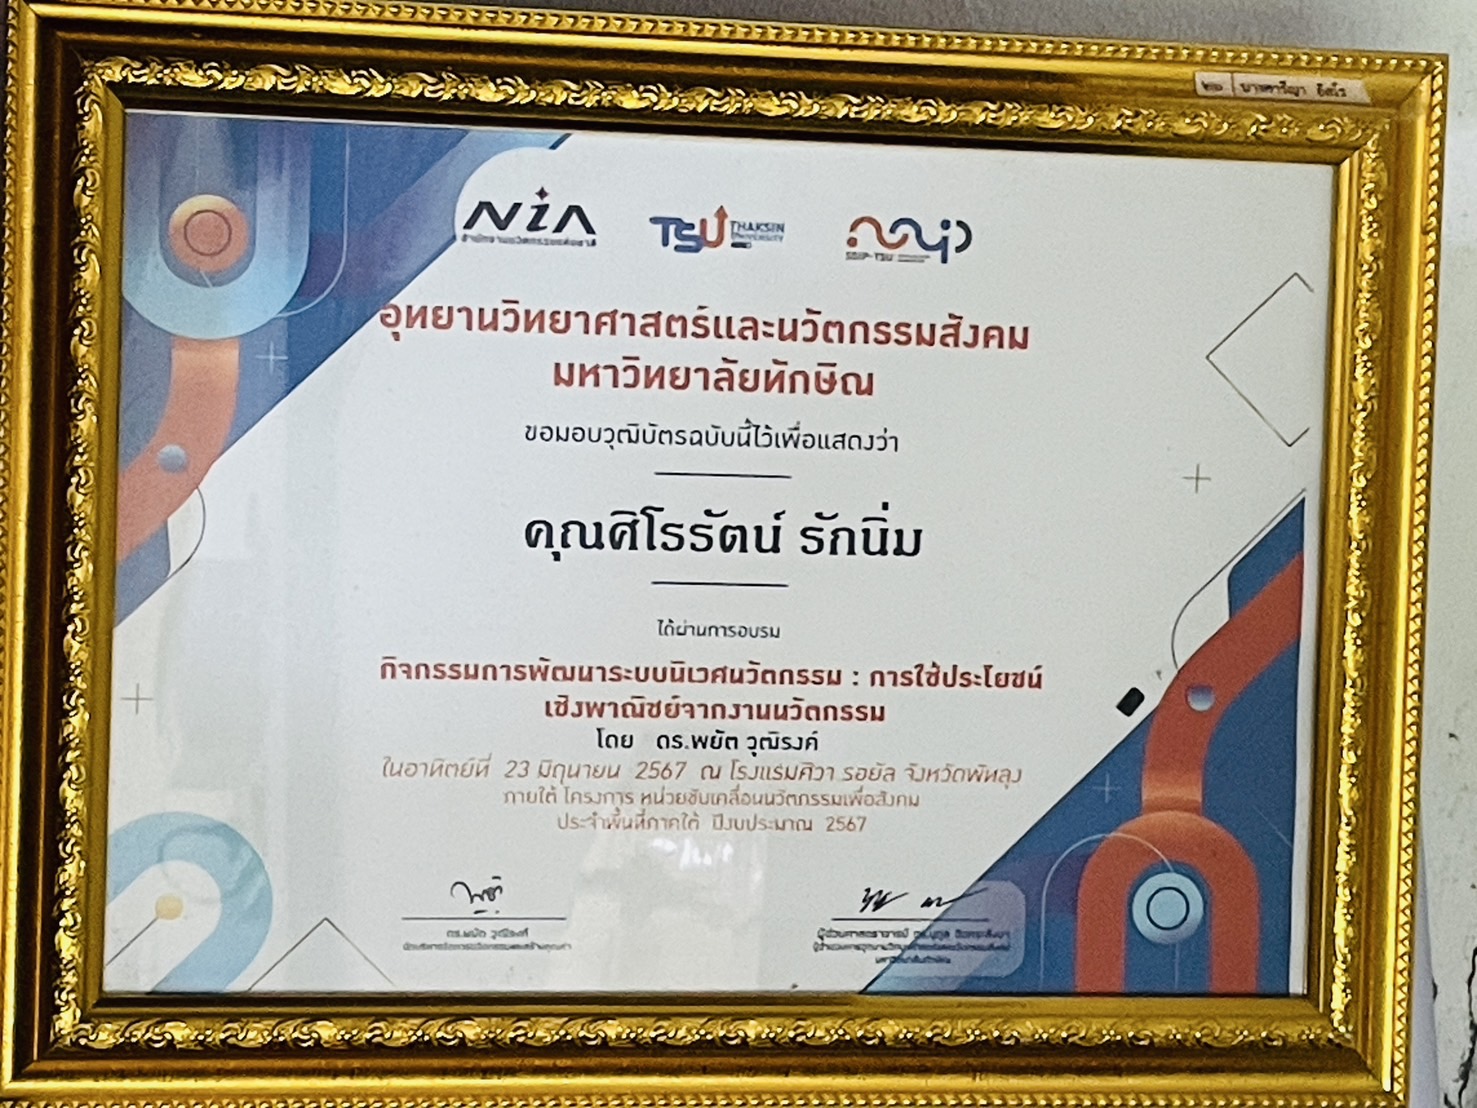 ๒๐
NiA
สำนักงานนวัตกรรมแห่งชาติ
TSU THAKSIN
UNIVERSITY
SSIP-TSU
อุทยานวิทยาศาสตร์และนวัตกรรมสังคม
มหาวิทยาลัยทักษิณ
ขอมอบวุฒิบัตรฉบับนี้ไว้เพื่อแสดงว่า
คุณศิโรรัตน์ รักนิ่ม
ได้ผ่านการอบรม
กิจกรรมการพัฒนาระบบนิเวศนวัตกรรม : การใช้ประโยชน์
เชิงพาณิชย์จากงานนวัตกรรม
โดย ดร.พยัต วุฒิรงค์
ในอาทิตย์ที่ 23 มิถุนายน 2567 ณ โรงแรมศิวา รอยัล จังหวัดพัทลุง
ภายใต้ โครงการ หน่วยขับเคลื่อนนวัตกรรมเพื่อสังคม
ประจำพื้นที่ภาคใต้ ปีงบประมาณ 2567
ดร.พยัต วุฒิรงค์
ผู้ช่วยศาสตราจารย์ ดร.
มหาวิทยาลัยทักษิณ